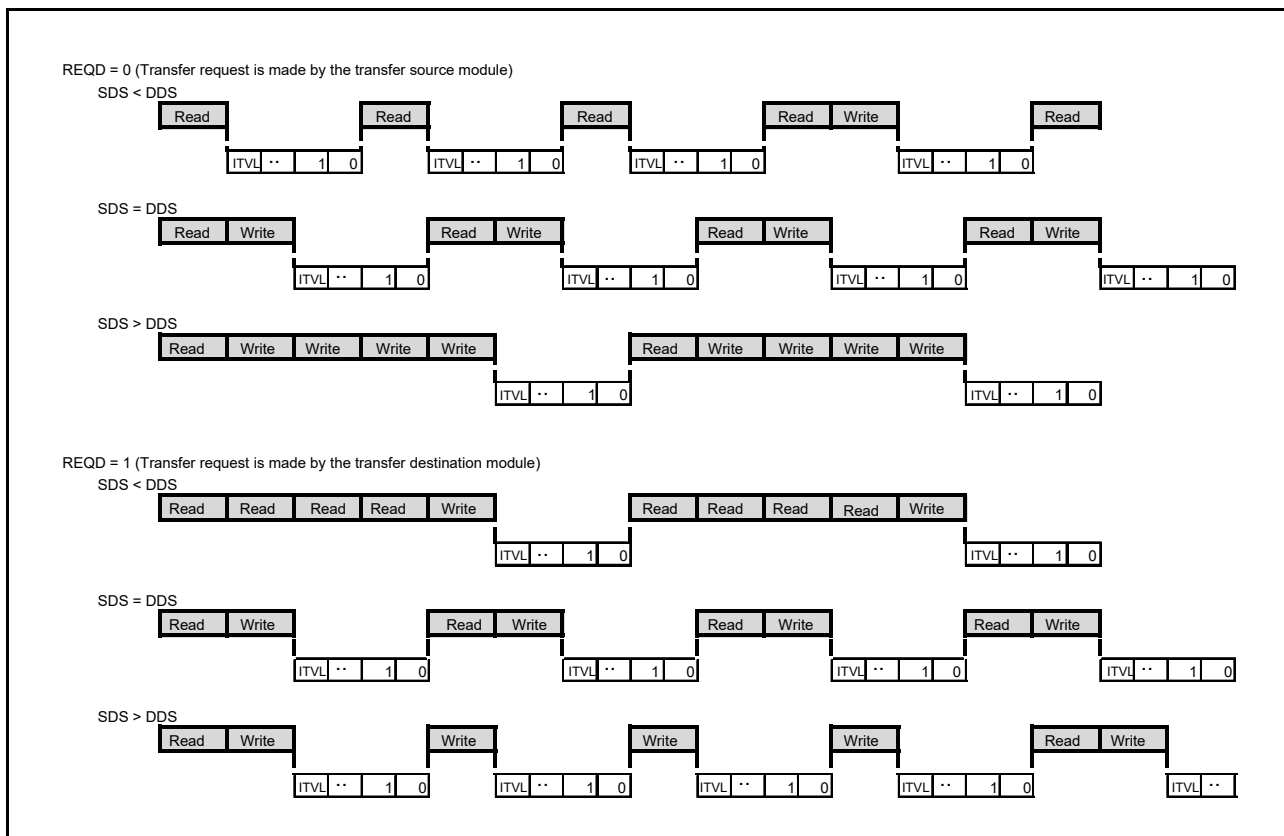 REQD = 0 (Transfer request is made by the transfer source module)
SDS < DDS
Read Read Read Read Write Read
ITVL ·· 1 0 ITVL ·· 1 0 ITVL ·· 1 0 ITVL ·· 1 0
SDS = DDS
Read Write Read Write Read Write Read Write
ITVL ·· 1 0 ITVL ·· 1 0 ITVL ·· 1 0 ITVL ·· 1 0
SDS > DDS
Read Write Write Write Write Read Write Write Write Write
ITVL ·· 1 0 ITVL ·· 1 0
REQD = 1 (Transfer request is made by the transfer destination module)
SDS < DDS
Read Read Read Read Write Read Read Read Read Write
ITVL ·· 1 0 ITVL ·· 1 0
SDS = DDS
Read Write Read Write Read Write Read Write
ITVL ·· 1 0 ITVL ·· 1 0 ITVL ·· 1 0 ITVL ·· 1 0
SDS > DDS
Read Write Write Write Write Read Write
ITVL ·· 1 0 ITVL ·· 1 0 ITVL ·· 1 0 ITVL ·· 1 0 ITVL ··